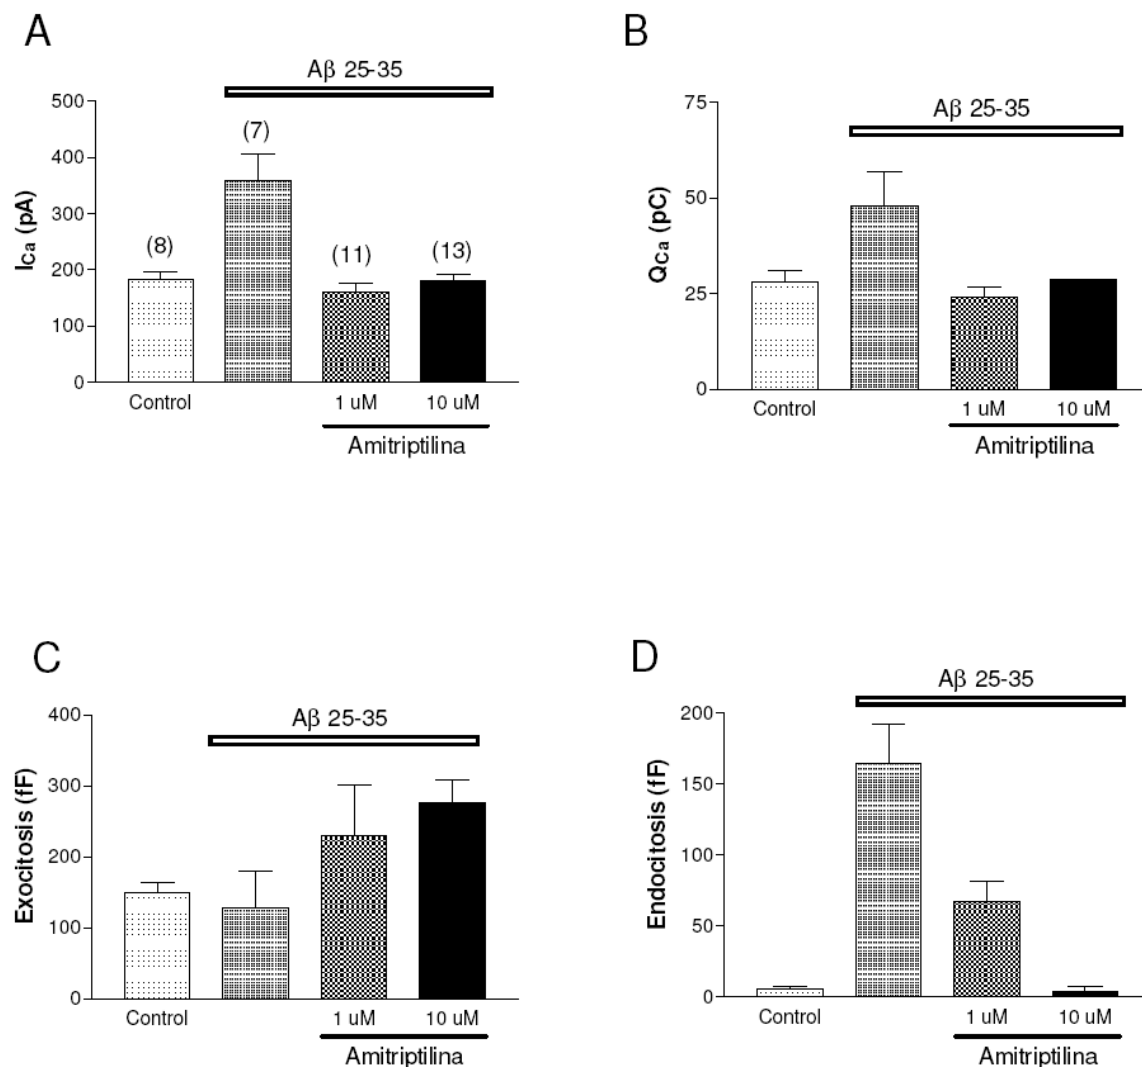 A
Aβ 25-35
500
400
300
200
100
0
I Ca (pA)
(8)
(7)
(11)
(13)
Control
1 uM
10 uM
Amitriptilina
B
Aβ 25-35
75
50
25
0
Q Ca (pC)
Control
1 uM
10 uM
Amitriptilina
C
Aβ 25-35
400
300
200
100
0
Exocitosis (fF)
Control
1 uM
10 uM
Amitriptilina
D
Aβ 25-35
200
150
100
50
0
Endocitosis (fF)
Control
1 uM
10 uM
Amitriptilina